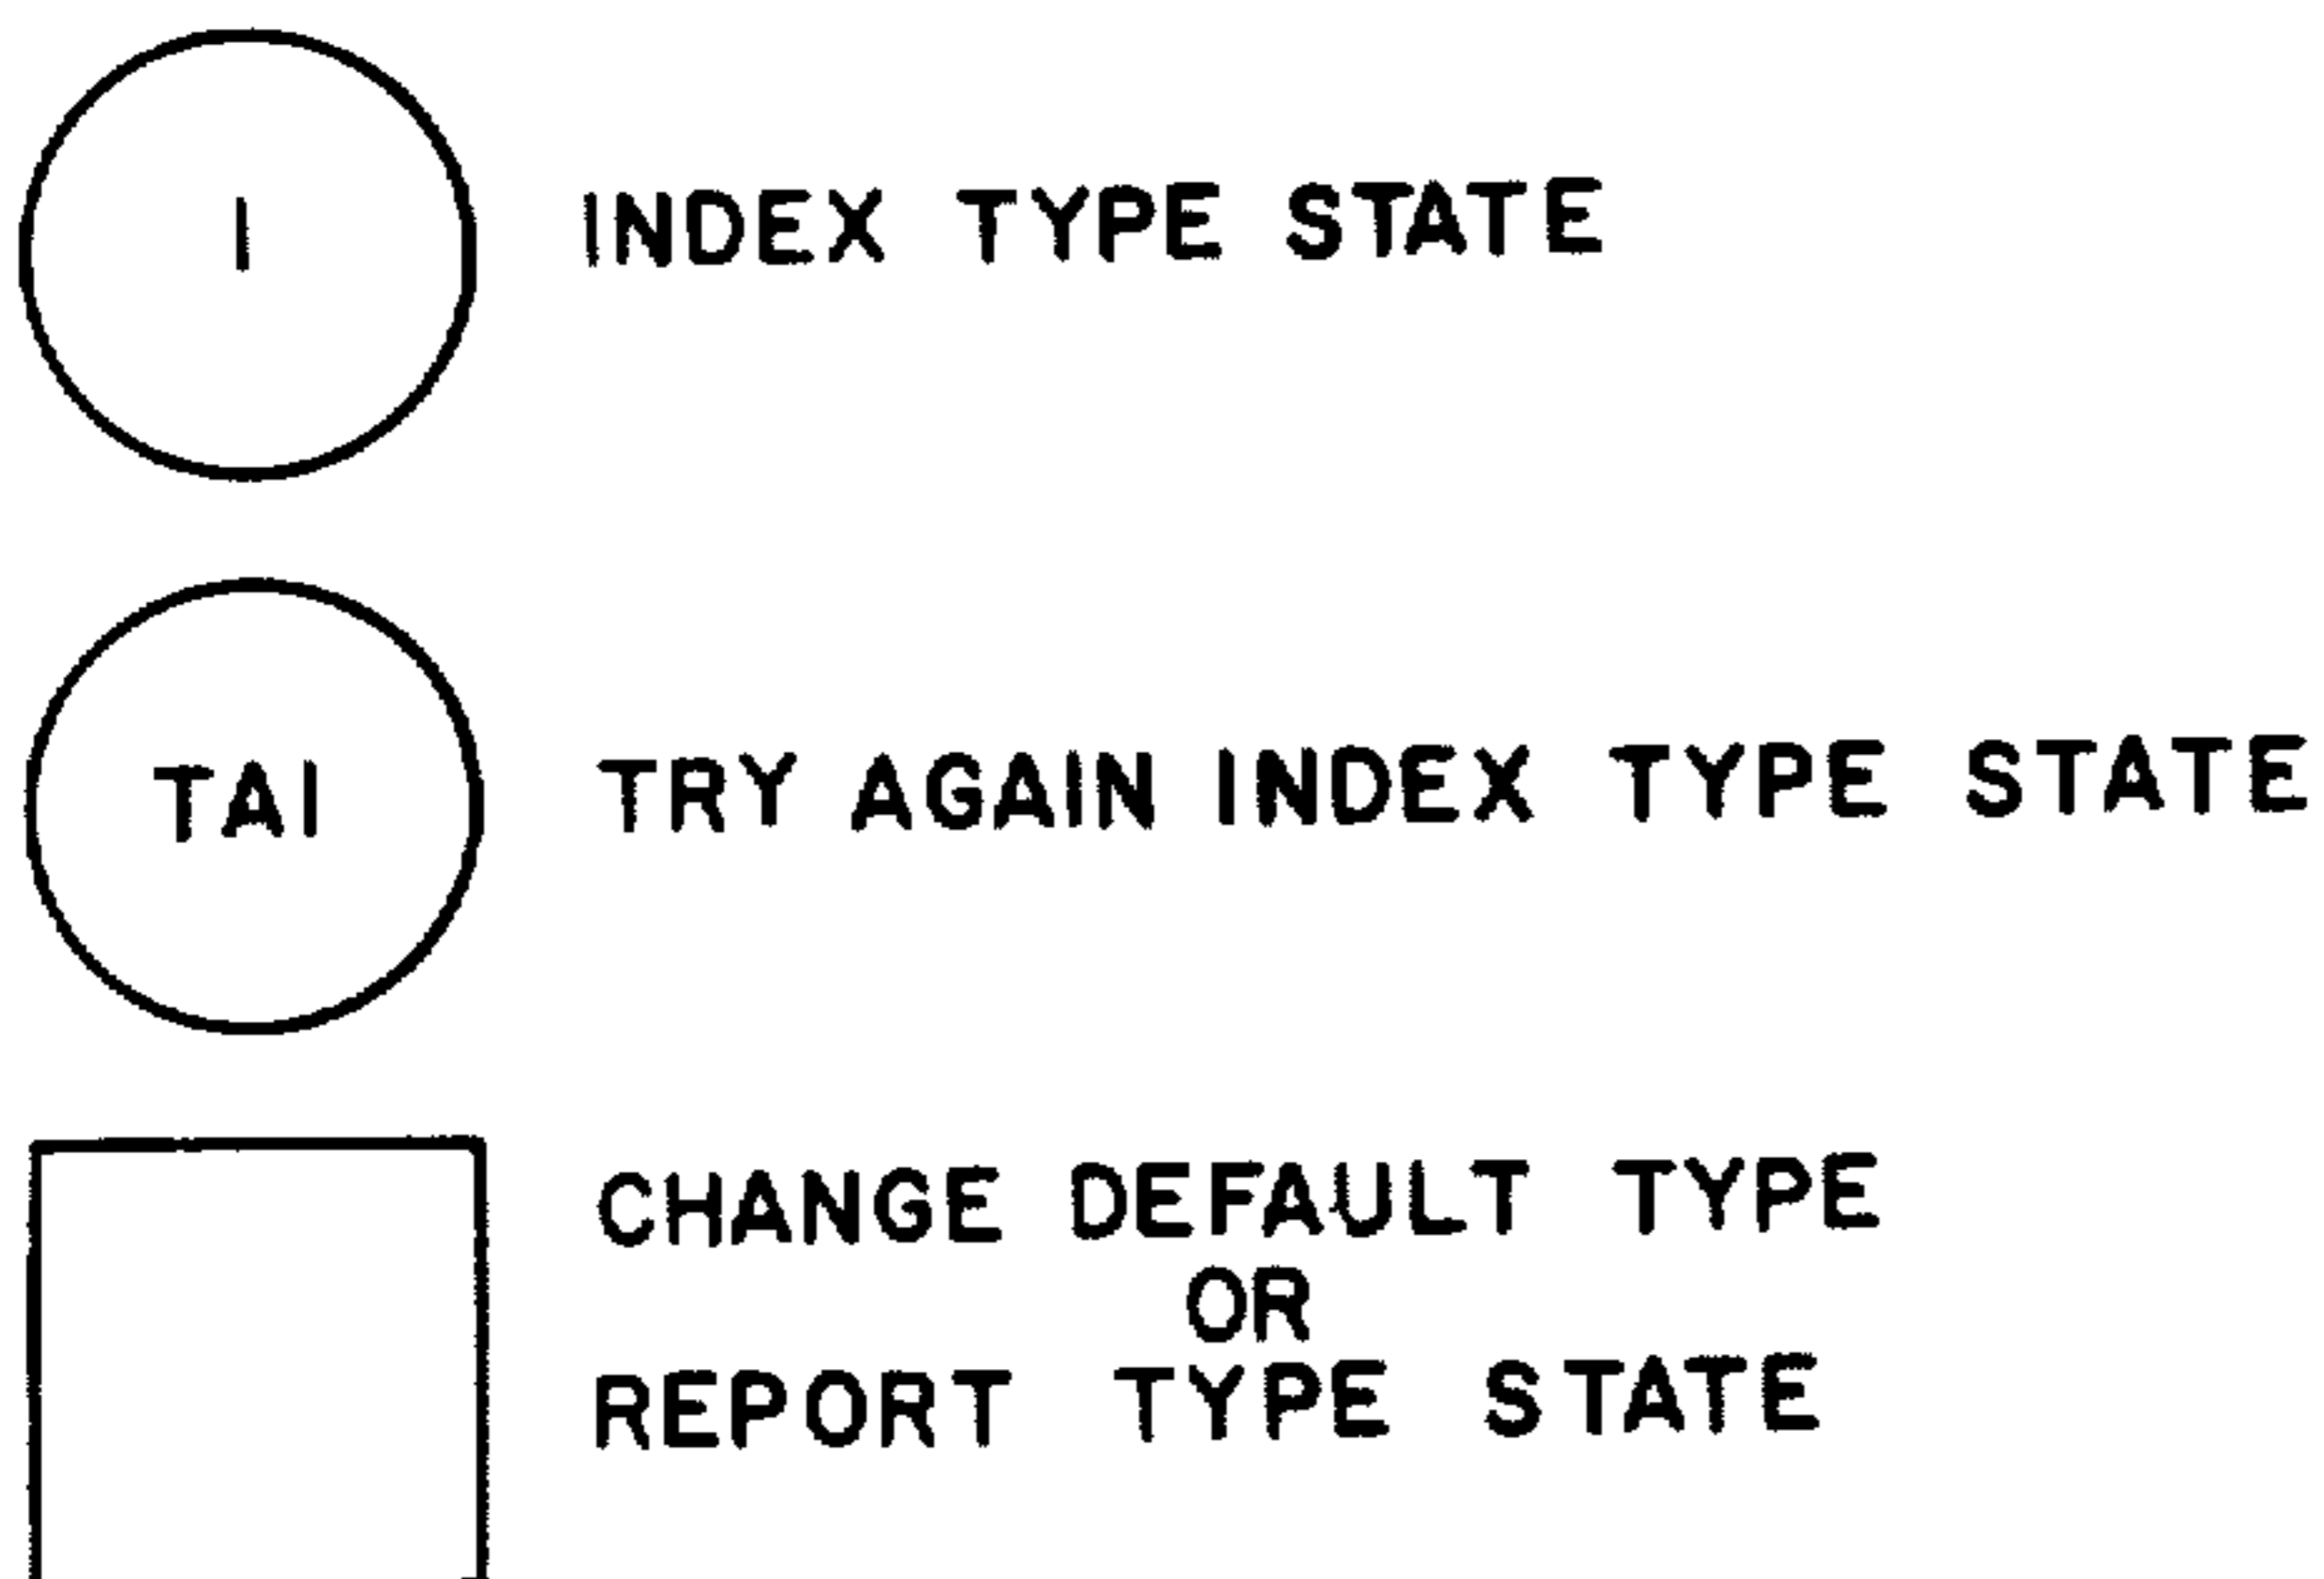 I INDEX TYPE STATE
TAI TRY AGAIN INDEX TYPE STATE
CHANGE DEFAULT TYPE
OR
REPORT TYPE STATE